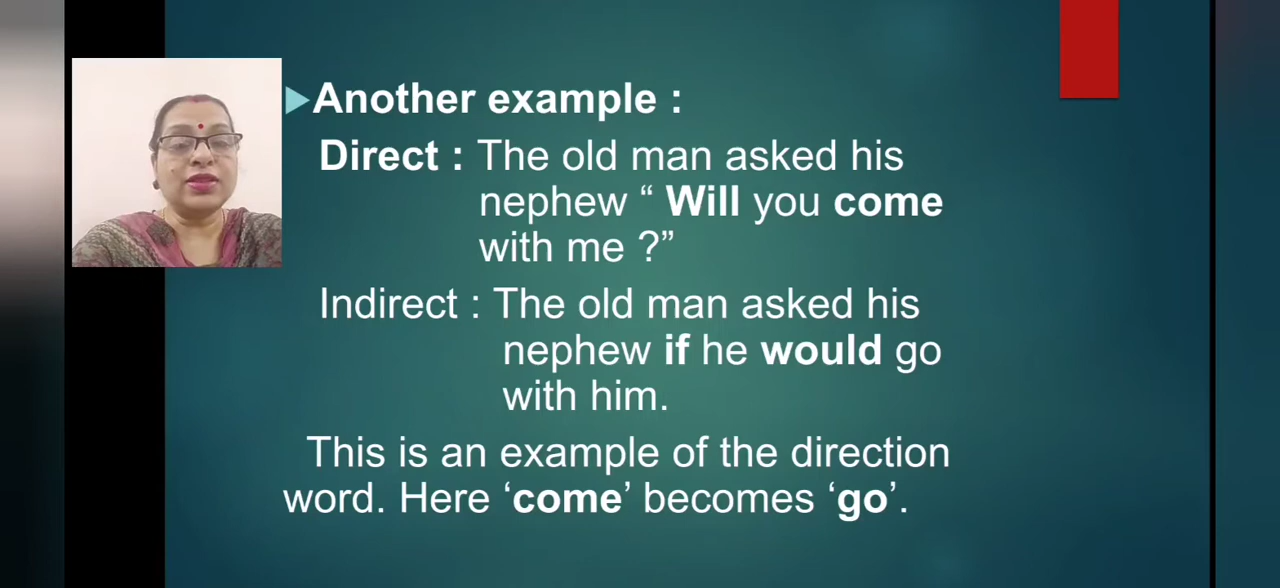 Another example :
Direct : The old man asked his
nephew “ Will you come
with me ?”
Indirect : The old man asked his
nephew if he would go
with him.
This is an example of the direction
word. Here ‘come’ becomes ‘go’.